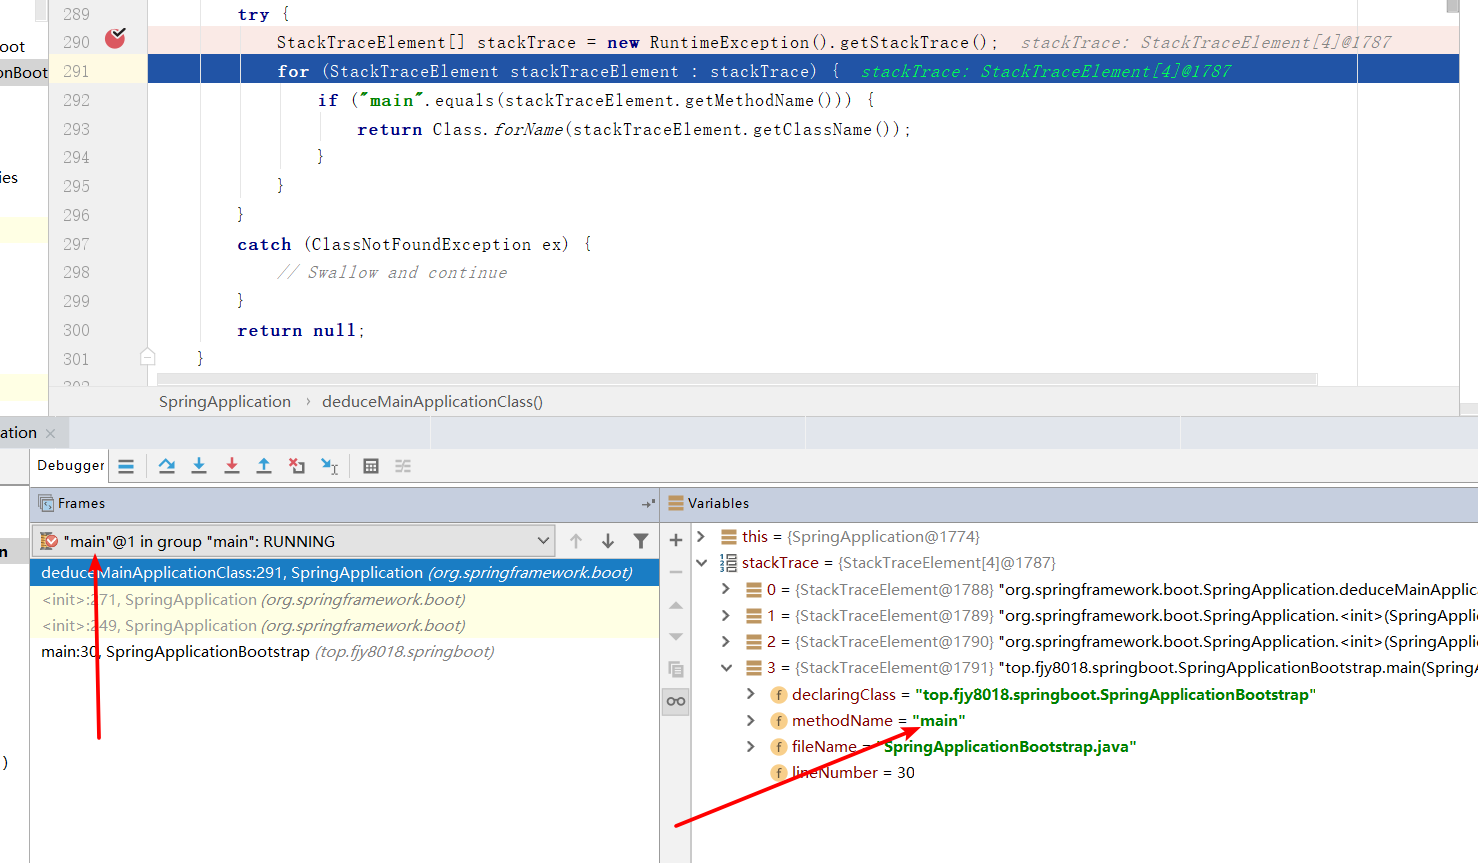 289 try {
oot
290 StackTraceElement[] stackTrace = new RuntimeException().getStackTrace(); stackTrace: StackTraceElement[4]@1787
onBoot
291 for (StackTraceElement stackTraceElement : stackTrace) { stackTrace: StackTraceElement[4]@1787
292 if ("main".equals(stackTraceElement.getMethodName())) {
293 return Class.forName(stackTraceElement.getClassName());
294 }
ies
295 }
296 }
297 catch (ClassNotFoundException ex) {
298 // Swallow and continue
299 }
300 return null;
301 }
SpringApplication › deduceMainApplicationClass()
ation ×
Debugger
Frames
"main"@1 in group "main": RUNNING
deduceMainApplicationClass:291, SpringApplication (org.springframework.boot)
<init>:271, SpringApplication (org.springframework.boot)
<init>:249, SpringApplication (org.springframework.boot)
main:30, SpringApplicationBootstrap (top.fjy8018.springboot)
n
)
Variables
this = {SpringApplication@1774}
stackTrace = {StackTraceElement[4]@1787}
0 = {StackTraceElement@1788} "org.springframework.boot.SpringApplication.deduceMainApplic
1 = {StackTraceElement@1789} "org.springframework.boot.SpringApplication.<init>(SpringApplic
2 = {StackTraceElement@1790} "org.springframework.boot.SpringApplication.<init>(SpringApplic
3 = {StackTraceElement@1791} "top.fjy8018.springboot.SpringApplicationBootstrap.main(SpringA
f declaringClass = "top.fjy8018.springboot.SpringApplicationBootstrap"
f methodName = "main"
f fileName = "SpringApplicationBootstrap.java"
f lineNumber = 30